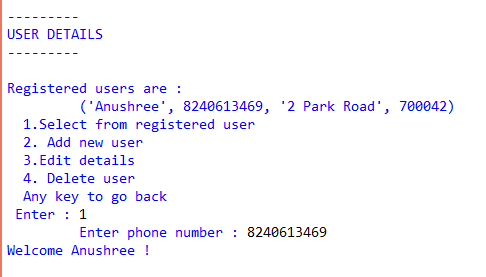 ---------
USER DETAILS
---------
Registered users are :
('Anushree', 8240613469, '2 Park Road', 700042)
1.Select from registered user
2. Add new user
3.Edit details
4. Delete user
Any key to go back
Enter : 1
Enter phone number : 8240613469
Welcome Anushree !